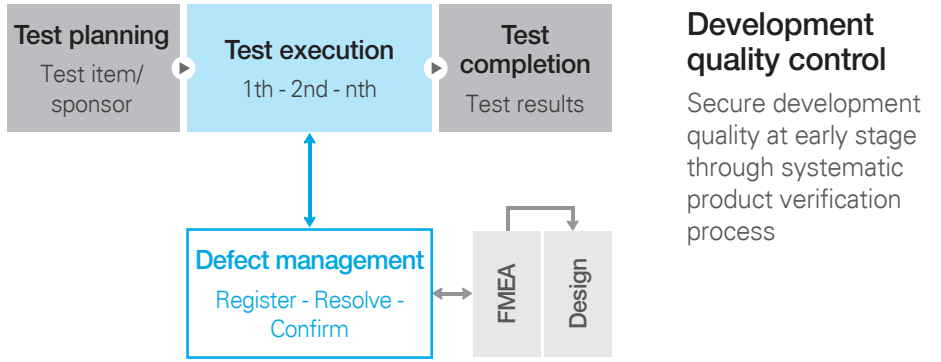 Test planning
Test item/
sponsor
Test execution
1th - 2nd - nth
Test
completion
Test results
Development
quality control
Secure development
quality at early stage
through systematic
product verification
process
Defect management
Register - Resolve -
Confirm
FMEA
Design